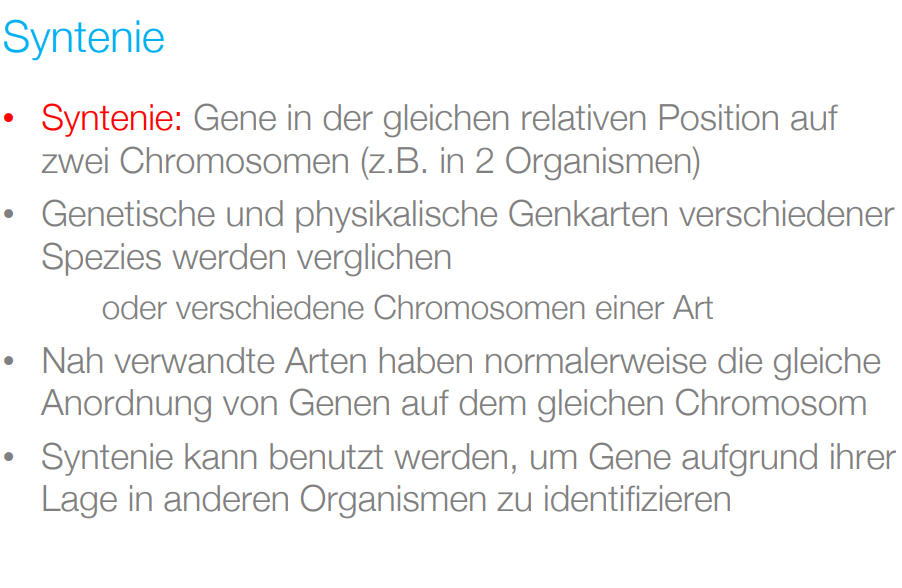 Syntenie
• Syntenie: Gene in der gleichen relativen Position auf
zwei Chromosomen (z.B. in 2 Organismen)
• Genetische und physikalische Genkarten verschiedener
Spezies werden verglichen
oder verschiedene Chromosomen einer Art
• Nah verwandte Arten haben normalerweise die gleiche
Anordnung von Genen auf dem gleichen Chromosom
• Syntenie kann benutzt werden, um Gene aufgrund ihrer
Lage in anderen Organismen zu identifizieren